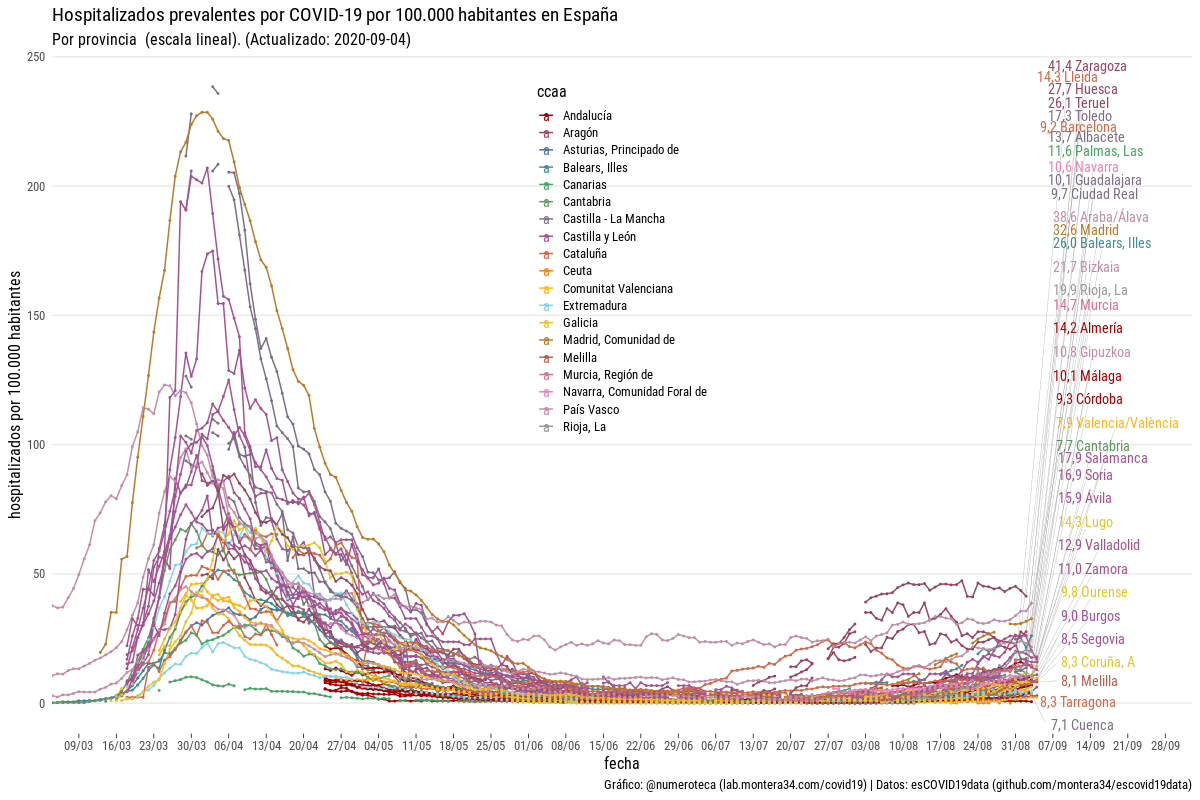 Hospitalizados prevalentes por COVID-19 por 100.000 habitantes en España
Por provincia (escala lineal). (Actualizado: 2020-09-04)
hospitalizados por 100.000 habitantes
250
200
150
100
50
0
ccaa
Andalucía
Aragón
Asturias, Principado de
Balears, Illes
Canarias
Cantabria
Castilla - La Mancha
Castilla y León
Cataluña
Ceuta
Comunitat Valenciana
Extremadura
Galicia
Madrid, Comunidad de
Melilla
Murcia, Región de
Navarra, Comunidad Foral de
País Vasco
Rioja, La
41,4 Zaragoza
14,3 Lleida
27,7 Huesca
26,1 Teruel
17,3 Toledo
9,2 Barcelona
13,7 Albacete
11,6 Palmas, Las
10,6 Navarra
10,1 Guadalajara
9,7 Ciudad Real
38,6 Araba/Álava
32,6 Madrid
26,0 Balears, Illes
21,7 Bizkaia
19,9 Rioja, La
14,7 Murcia
14,2 Almería
10,8 Gipuzkoa
10,1 Málaga
9,3 Córdoba
7,9 Valencia/València
7,7 Cantabria
17,9 Salamanca
16,9 Soria
15,9 Ávila
14,3 Lugo
12,9 Valladolid
11,0 Zamora
9,8 Ourense
9,0 Burgos
8,5 Segovia
8,3 Coruña, A
8,1 Melilla
8,3 Tarragona
7,1 Cuenca
09/03 16/03 23/03 30/03 06/04 13/04 20/04 27/04 04/05 11/05 18/05 25/05 01/06 08/06 15/06 22/06 29/06 06/07 13/07 20/07 27/07 03/08 10/08 17/08 24/08 31/08 07/09 14/09 21/09 28/09
fecha
Gráfico: @numeroteca (lab.montera34.com/covid19) | Datos: esCOVID19data (github.com/montera34/escovid19data)